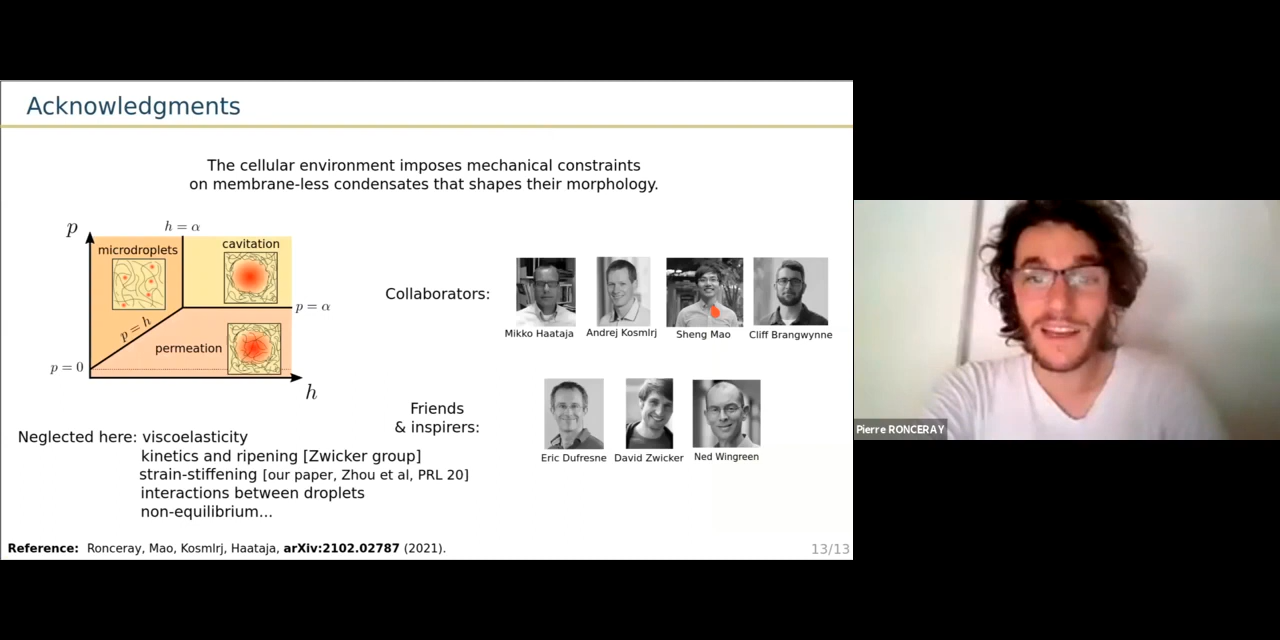 Acknowledgments
The cellular environment imposes mechanical constraints
on membrane-less condensates that shapes their morphology.
p
h = α
microdroplets
cavitation
p = h
p = α
permeation
p = 0
h
Collaborators:
Mikko Haataja
Andrej Kosmlrj
Sheng Mao
Cliff Brangwynne
Friends
& inspirers:
Eric Dufresne
David Zwicker
Ned Wingreen
Neglected here: viscoelasticity
kinetics and ripening [Zwicker group]
strain-stiffening [our paper, Zhou et al, PRL 20]
interactions between droplets
non-equilibrium...
Reference: Ronceray, Mao, Kosmlrj, Haataja, arXiv:2102.02787 (2021).
13/13
Pierre RONCERAY